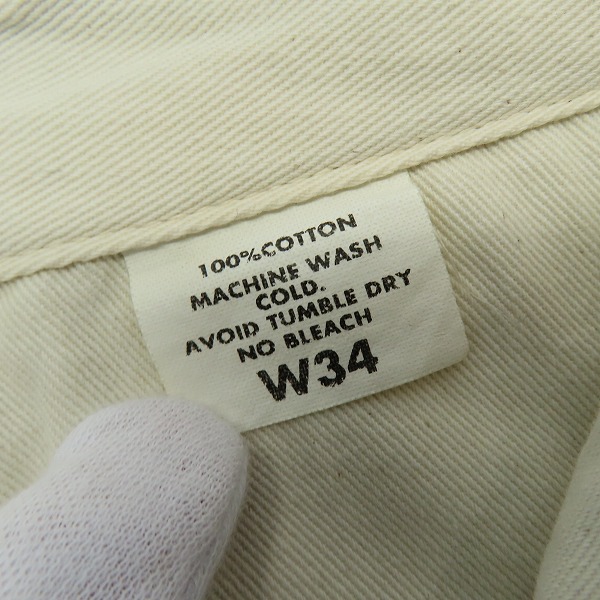 100%COTTON
MACHINE WASH
COLD.
AVOID TUMBLE DRY
NO BLEACH
W34